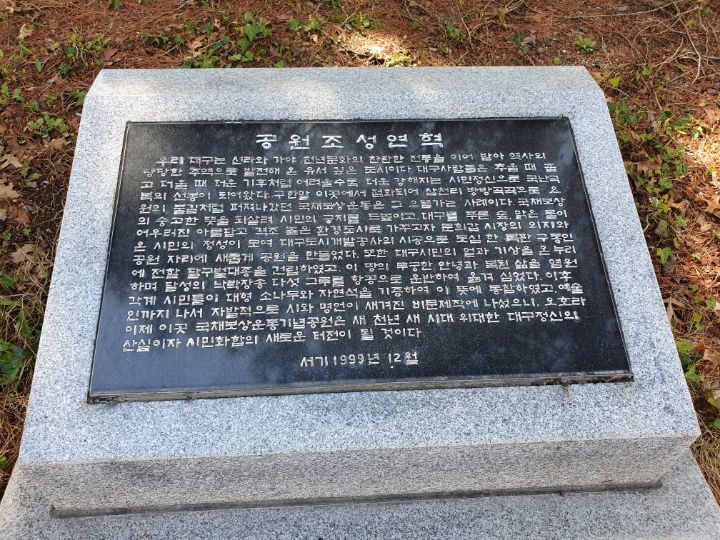 공원조성연혁
우리 대구는 신라와 가야 천년문화의 찬란한 전통을 이어 받아 역사의
당당한 주역으로 발전해 온 유서 깊은 도시이다. 대구사람들은 추울 때 춥
고 더울 때 더운 기후처럼 어려울수록 더욱 강해지는 시민정신으로 국난극
복의 선봉이 되어왔다. 구한말 이곳에서 점화되어 삼천리 방방곡곡으로 온
원의 불길처럼 퍼져나갔던 국채보상운동은 그 으뜸가는 사례이다. 국채보상
의 숭고한 뜻을 되살려 시민의 긍지를 드높이고, 대구를 푸른 숲 맑은 물이
어우러진 아름답고 격조 높은 환경도시로 가꾸고자 문희갑 시장의 의지와
온 시민의 정성이 모여 대구도시개발공사의 시공으로 도심 한 복판 유서깊은
공원 자리에 새롭게 공원을 만들었다. 또한 대구시민의 얼과 기상을 온누리
에 전할 달구벌대종을 건립하였고, 이 땅의 무궁한 안녕과 복된 삶을 염원
하며 달성의 낙락장송 다섯 그루를 항공으로 운반하여 옮겨 심었다. 이후
각계 시민들이 대형 소나무와 자연석을 기증하여 이 뜻에 동참하였고, 예술
인까지 나서 자발적으로 시와 명언이 새겨진 비문제작에 나섰으니, 오호라
이제 이곳 국채보상운동기념공원은 새 천년 새 시대 위대한 대구정신의
산실이자 시민화합의 새로운 터전이 될 것이다.
서기 1999년 12월